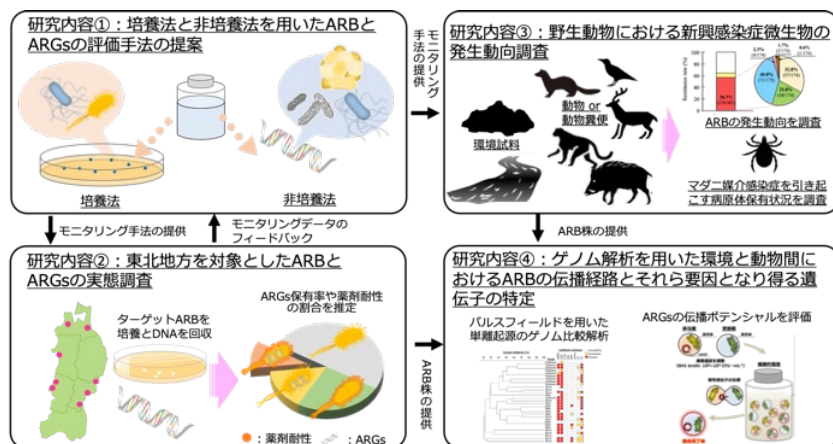 研究内容①：培養法と非培養法を用いたARBと
ARGsの評価手法の提案
培養法
非培養法
モニタリング
手法の提供
研究内容③：野生動物における新興感染症微生物の
発生動向調査
環境試料
動物 or
動物糞便
ARBの発生動向を調査
マダニ媒介感染症を引き起
こす病原体保有状況を調査
モニタリング手法の提供
モニタリングデータの
フィードバック
ARB株の提供
研究内容②：東北地方を対象としたARBと
ARGsの実態調査
ターゲットARBを
培養とDNAを回収
ARGs保有率や薬剤耐性
の割合を推定
：薬剤耐性
：ARGs
ARB株
の提供
研究内容④：ゲノム解析を用いた環境と動物間に
おけるARBの伝播経路とそれら要因となり得る
遺伝子の特定
パルスフィールドを用いた
単離起源のゲノム比較解析
ARGsの伝播ポテンシャルを評価